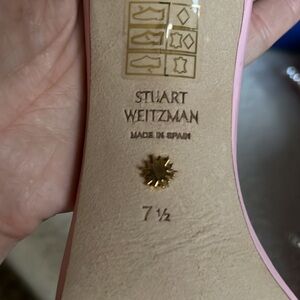 STUART
WEITZMAN
MADE IN SPAIN
7 ½